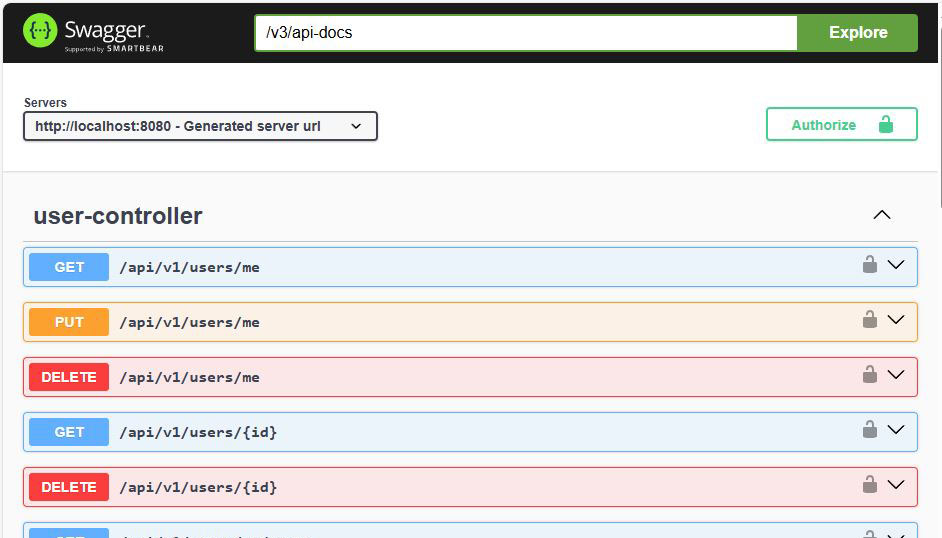 {···} Swagger.
Supported by SMARTBEAR
/v3/api-docs
Explore
Servers
http://localhost:8080 - Generated server url
Authorize
user-controller
GET /api/v1/users/me
PUT /api/v1/users/me
DELETE /api/v1/users/me
GET /api/v1/users/{id}
DELETE /api/v1/users/{id}